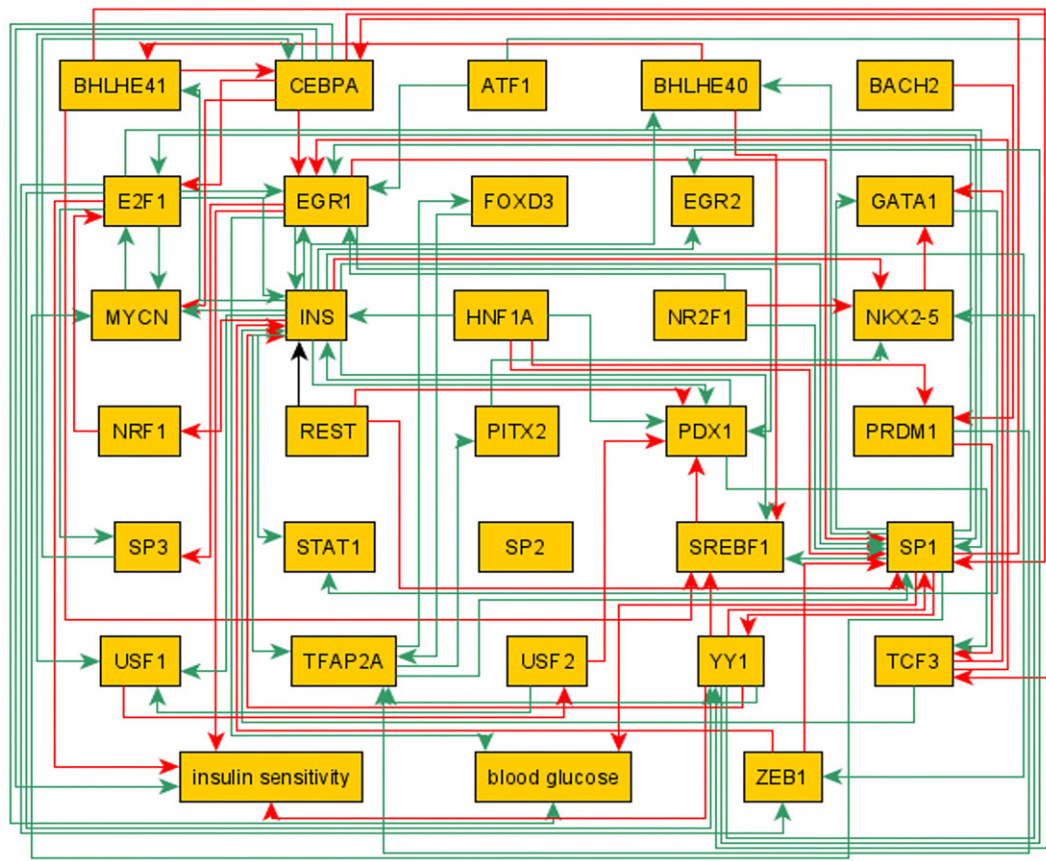 BHLHE41 CEBPA ATF1 BHLHE40 BACH2
E2F1 EGR1 FOXD3 EGR2 GATA1
MYCN INS HNF1A NR2F1 NKX2-5
NRF1 REST PITX2 PDX1 PRDM1
SP3 STAT1 SP2 SREBF1 SP1
USF1 TFAP2A USF2 YY1 TCF3
insulin sensitivity blood glucose ZEB1